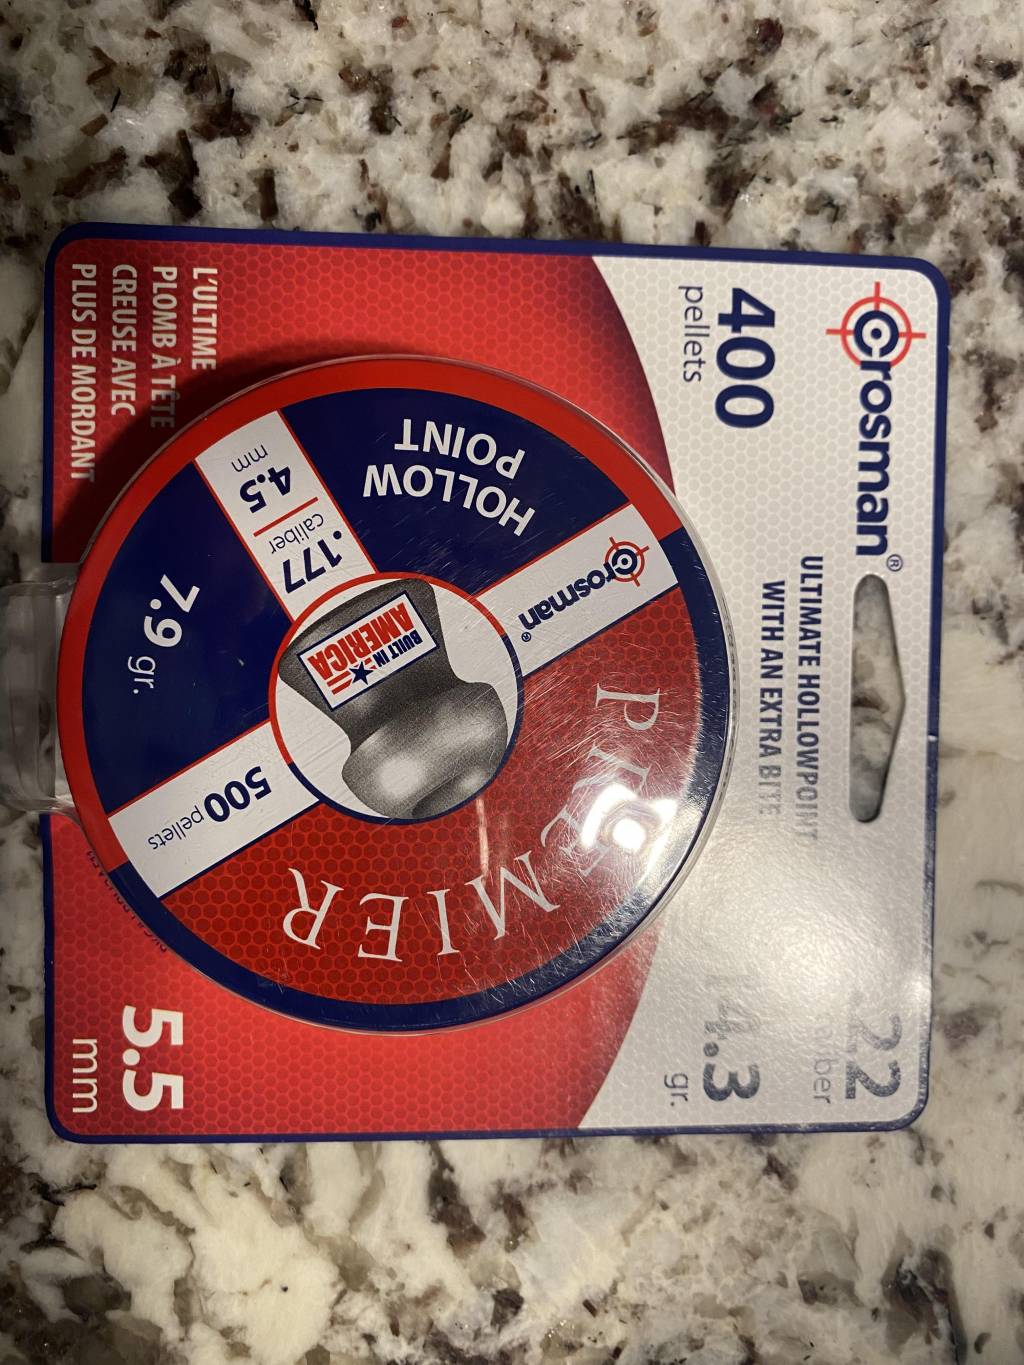 Crosman®
ULTIMATE HOLLOWPOINT
WITH AN EXTRA BITE
400
pellets
.22
14.3
gr.
Crosman®
PREMIER
HOLLOW
POINT
.177
caliber
4.5
mm
7.9 gr.
500 pellets
BUILT IN
AMERICA
L'ULTIME
PLOMB À TÊTE
CREUSE AVEC
PLUS DE MORDANT
5.5
mm